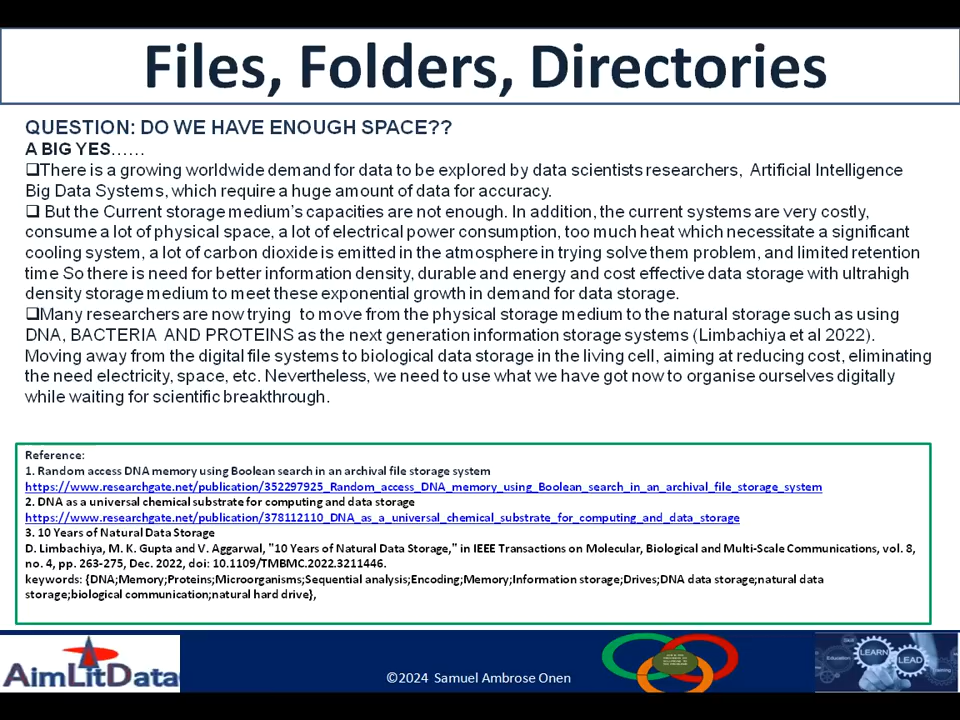 Files, Folders, Directories
QUESTION: DO WE HAVE ENOUGH SPACE??
A BIG YES……
❑There is a growing worldwide demand for data to be explored by data scientists researchers, Artificial Intelligence
Big Data Systems, which require a huge amount of data for accuracy.
❑ But the Current storage medium's capacities are not enough. In addition, the current systems are very costly,
consume a lot of physical space, a lot of electrical power consumption, too much heat which necessitate a significant
cooling system, a lot of carbon dioxide is emitted in the atmosphere in trying solve them problem, and limited retention
time So there is need for better information density, durable and energy and cost effective data storage with ultrahigh
density storage medium to meet these exponential growth in demand for data storage.
❑Many researchers are now trying to move from the physical storage medium to the natural storage such as using
DNA, BACTERIA AND PROTEINS as the next generation information storage systems (Limbachiya et al 2022).
Moving away from the digital file systems to biological data storage in the living cell, aiming at reducing cost, eliminating
the need electricity, space, etc. Nevertheless, we need to use what we have got now to organise ourselves digitally
while waiting for scientific breakthrough.
Reference:
1. Random access DNA memory using Boolean search in an archival file storage system
https://www.researchgate.net/publication/352297925_Random_access_DNA_memory_using_Boolean_search_in_an_archival_file_storage_system
2. DNA as a universal chemical substrate for computing and data storage
https://www.researchgate.net/publication/378112110_DNA_as_a_universal_chemical_substrate_for_computing_and_data_storage
3. 10 Years of Natural Data Storage
D. Limbachiya, M. K. Gupta and V. Aggarwal, "10 Years of Natural Data Storage," in IEEE Transactions on Molecular, Biological and Multi-Scale Communications, vol. 8,
no. 4, pp. 263-275, Dec. 2022, doi: 10.1109/TMBMC.2022.3211446.
keywords: {DNA;Memory;Proteins;Microorganisms;Sequential analysis;Encoding;Memory;Information storage;Drives;DNA data storage;natural data
storage;biological communication;natural hard drive},
AimLitData
©2024 Samuel Ambrose Onen
Skill
Education
LEARN
LEAD
Training